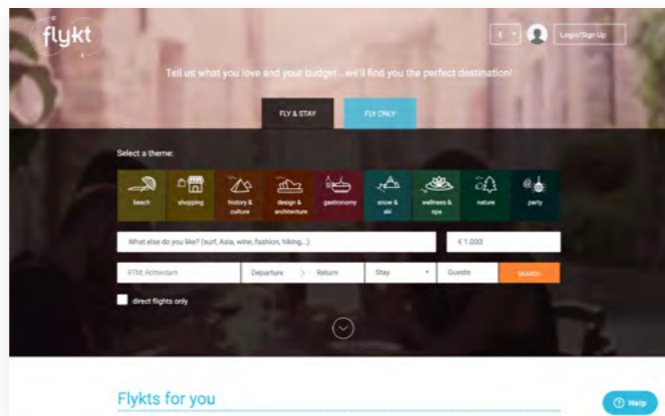 flykt
€
Login/Sign Up
Tell us what you love and your budget...we'll find you the perfect destination!
FLY & STAY
FLY ONLY
Select a theme:
beach
shopping
history & culture
design & architecture
gastronomy
snow & ski
wellness & spa
nature
party
What else do you like? (surf, Asia, wine, fashion, hiking,...)
€ 1.000
RTM, Rotterdam
Departure > Return
Stay
Guests
SEARCH
direct flights only
Flykts for you
Help